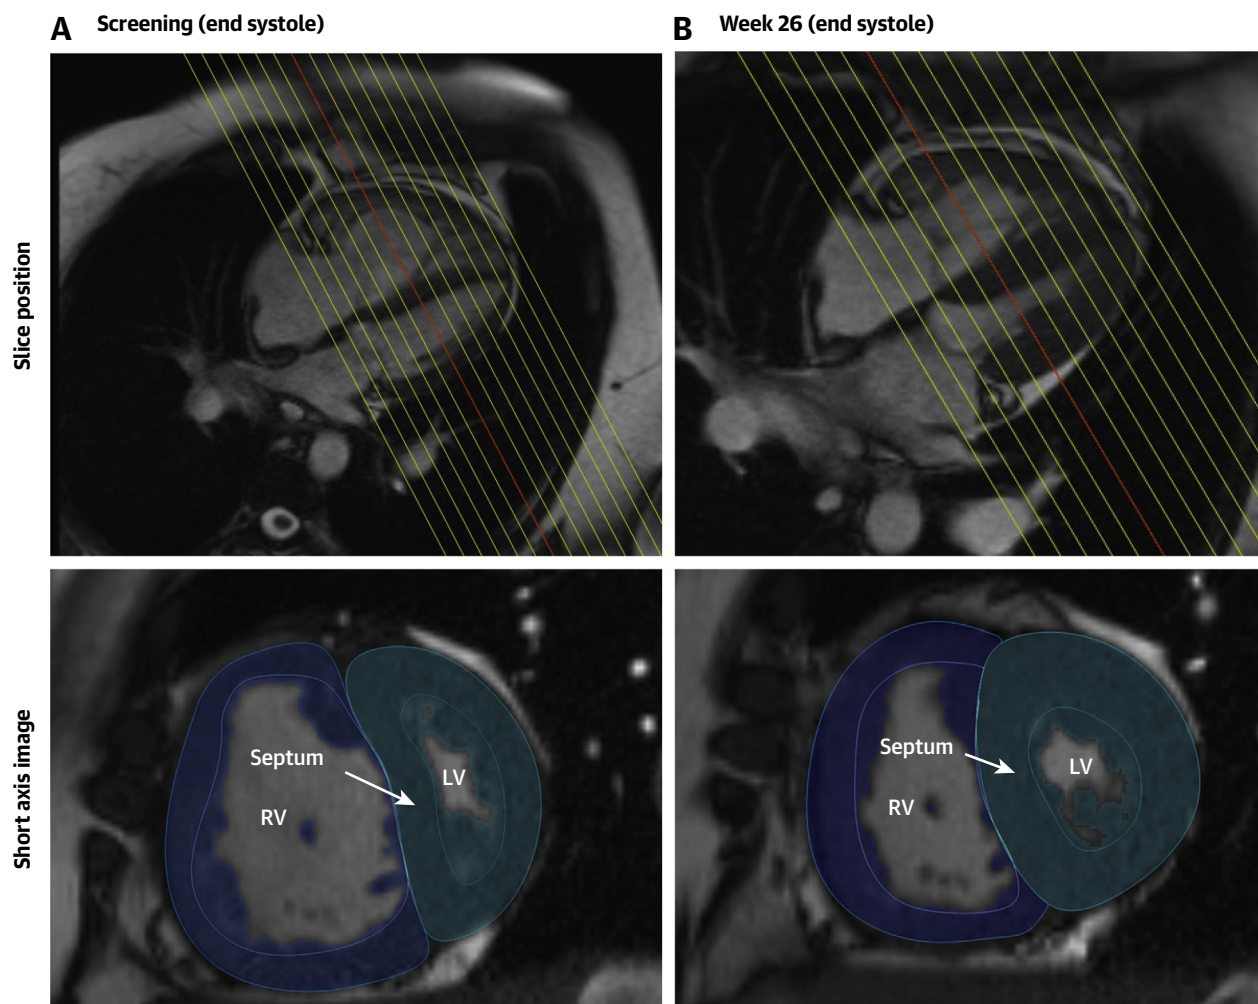 A Screening (end systole)
B Week 26 (end systole)
Slice position
Short axis image
Septum
LV
RV
Septum
LV
RV